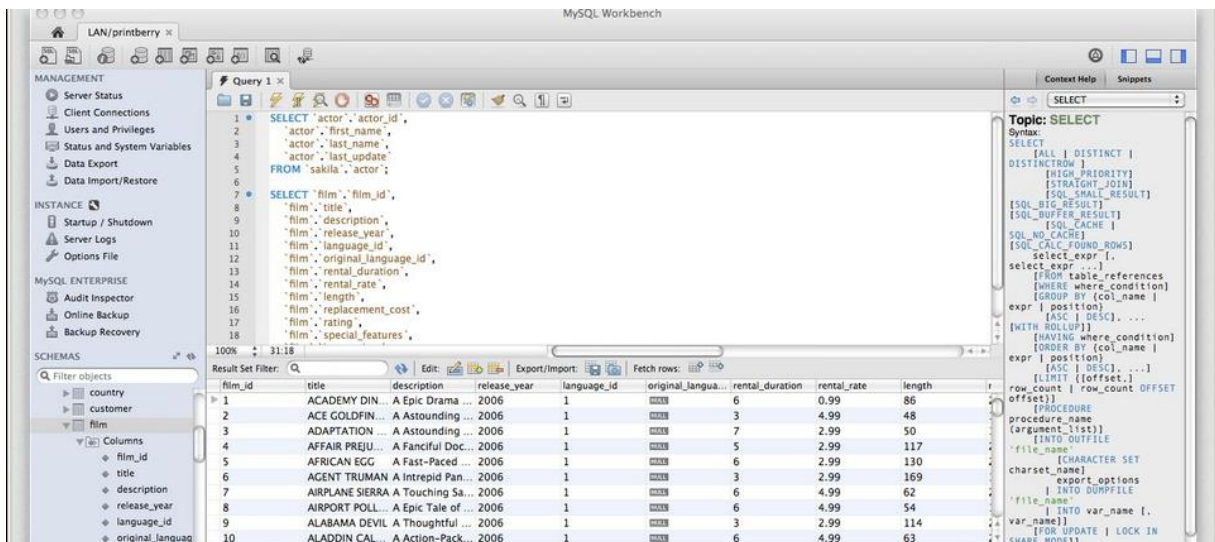 MySQL Workbench
LAN/printberry ×
MANAGEMENT
Server Status
Client Connections
Users and Privileges
Status and System Variables
Data Export
Data Import/Restore
INSTANCE
Startup / Shutdown
Server Logs
Options File
MySQL ENTERPRISE
Audit Inspector
Online Backup
Backup Recovery
SCHEMAS
Filter objects
country
customer
film
Columns
film_id
title
description
release_year
language_id
original_languag
Query 1 ×
1 SELECT `actor`.`actor_id`,
2 `actor`.`first_name`,
3 `actor`.`last_name`,
4 `actor`.`last_update`
5 FROM `sakila`.`actor`;
6
7 SELECT `film`.`film_id`,
8 `film`.`title`,
9 `film`.`description`,
10 `film`.`release_year`,
11 `film`.`language_id`,
12 `film`.`original_language_id`,
13 `film`.`rental_duration`,
14 `film`.`rental_rate`,
15 `film`.`length`,
16 `film`.`replacement_cost`,
17 `film`.`rating`,
18 `film`.`special_features`,
100% 31:18
Result Set Filter: Edit: Export/Import: Fetch rows:
film_id title description release_year language_id original_langua... rental_duration rental_rate length
1 ACADEMY DIN... A Epic Drama ... 2006 1 NULL 6 0.99 86
2 ACE GOLDFIN... A Astounding ... 2006 1 NULL 3 4.99 48
3 ADAPTATION ... A Astounding ... 2006 1 NULL 7 2.99 50
4 AFFAIR PREJU... A Fanciful Doc... 2006 1 NULL 5 2.99 117
5 AFRICAN EGG A Fast-Paced ... 2006 1 NULL 6 2.99 130
6 AGENT TRUMAN A Intrepid Pan... 2006 1 NULL 3 2.99 169
7 AIRPLANE SIERRA A Touching Sa... 2006 1 NULL 6 4.99 62
8 AIRPORT POLL... A Epic Tale of ... 2006 1 NULL 6 4.99 54
9 ALABAMA DEVIL A Thoughtful ... 2006 1 NULL 3 2.99 114
10 ALADDIN CAL... A Action-Pack... 2006 1 NULL 6 4.99 63
Context Help Snippets
SELECT
Topic: SELECT
Syntax:
SELECT
[ALL | DISTINCT |
DISTINCTROW ]
[HIGH_PRIORITY]
[STRAIGHT_JOIN]
[SQL_SMALL_RESULT]
[SQL_BIG_RESULT]
[SQL_BUFFER_RESULT]
[SQL_CACHE |
SQL_NO_CACHE]
[SQL_CALC_FOUND_ROWS]
select_expr [,
select_expr ...]
[FROM table_references
[WHERE where_condition]
[GROUP BY {col_name |
expr | position}
[ASC | DESC], ...
[WITH ROLLUP]]
[HAVING where_condition]
[ORDER BY {col_name |
expr | position}
[ASC | DESC], ...]
[LIMIT {[offset,]
row_count | row_count OFFSET
offset}]
[PROCEDURE
procedure_name
(argument_list)]
[INTO OUTFILE
'file_name'
[CHARACTER SET
charset_name]
export_options
| INTO DUMPFILE
'file_name'
| INTO var_name [,
var_name]]
[FOR UPDATE | LOCK IN
SHARE MODE]]